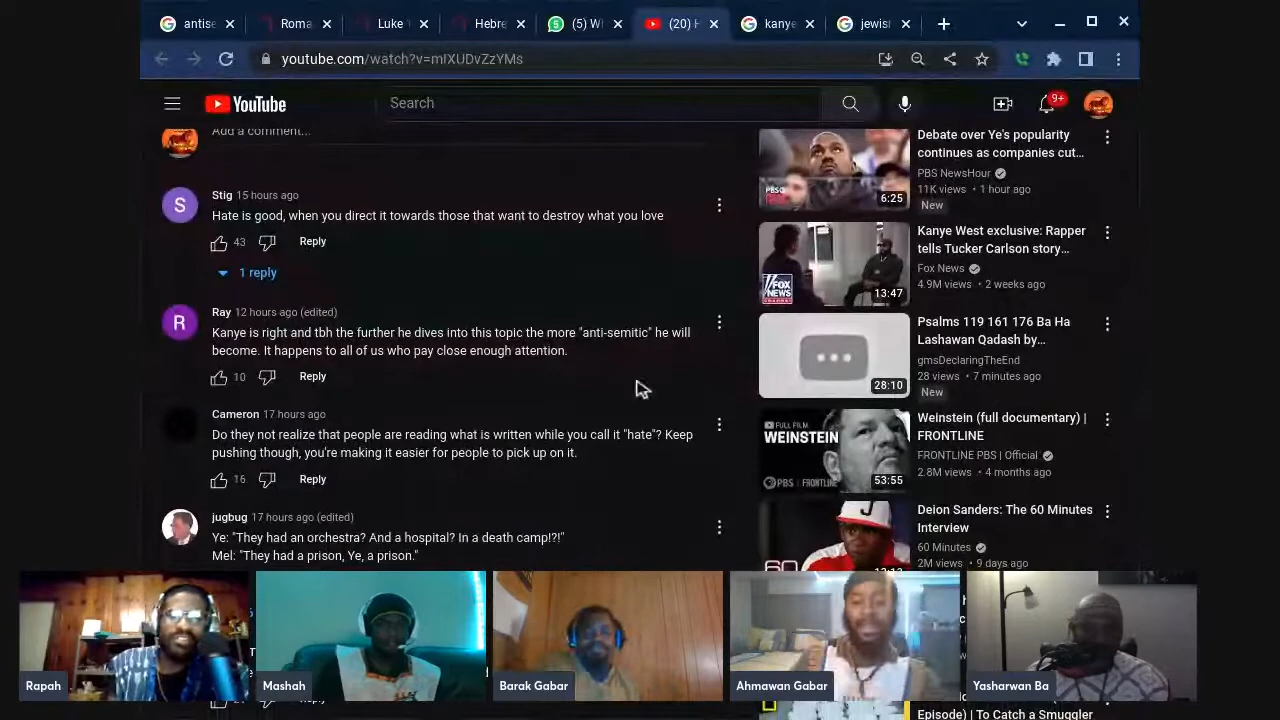 antise
Roma
Luke
Hebre
(5) W
(20)
kanye
jewis
youtube.com/watch?v=mIXUDvZzYMs
YouTube
Search
9+
Add a comment...
Stig 15 hours ago
Hate is good, when you direct it towards those that want to destroy what you love
43
Reply
1 reply
R
Ray 12 hours ago (edited)
Kanye is right and tbh the further he dives into this topic the more "anti-semitic" he will
become. It happens to all of us who pay close enough attention.
10
Reply
Cameron 17 hours ago
Do they not realize that people are reading what is written while you call it "hate"? Keep
pushing though, you're making it easier for people to pick up on it.
16
Reply
jugbug 17 hours ago (edited)
Ye: "They had an orchestra? And a hospital? In a death camp!?!"
Mel: "They had a prison, Ye, a prison."
S
Debate over Ye's popularity
continues as companies cut...
PBS NewsHour
11K views • 1 hour ago
New
6:25
Kanye West exclusive: Rapper
tells Tucker Carlson story...
Fox News
4.9M views • 2 weeks ago
FOX
NEWS
13:47
Psalms 119 161 176 Ba Ha
Lashawan Qadash by...
gmsDeclaringTheEnd
28 views • 7 minutes ago
New
28:10
Weinstein (full documentary) |
FRONTLINE
FRONTLINE PBS | Official
2.8M views • 4 months ago
FULL FILM
WEINSTEIN
PBS FRONTLINE
53:55
Deion Sanders: The 60 Minutes
Interview
60 Minutes
2M views • 9 days ago
Rapah
Mashah
Barak Gabar
Ahmawan Gabar
Yasharwan Ba
Episode) | To Catch a Smuggler